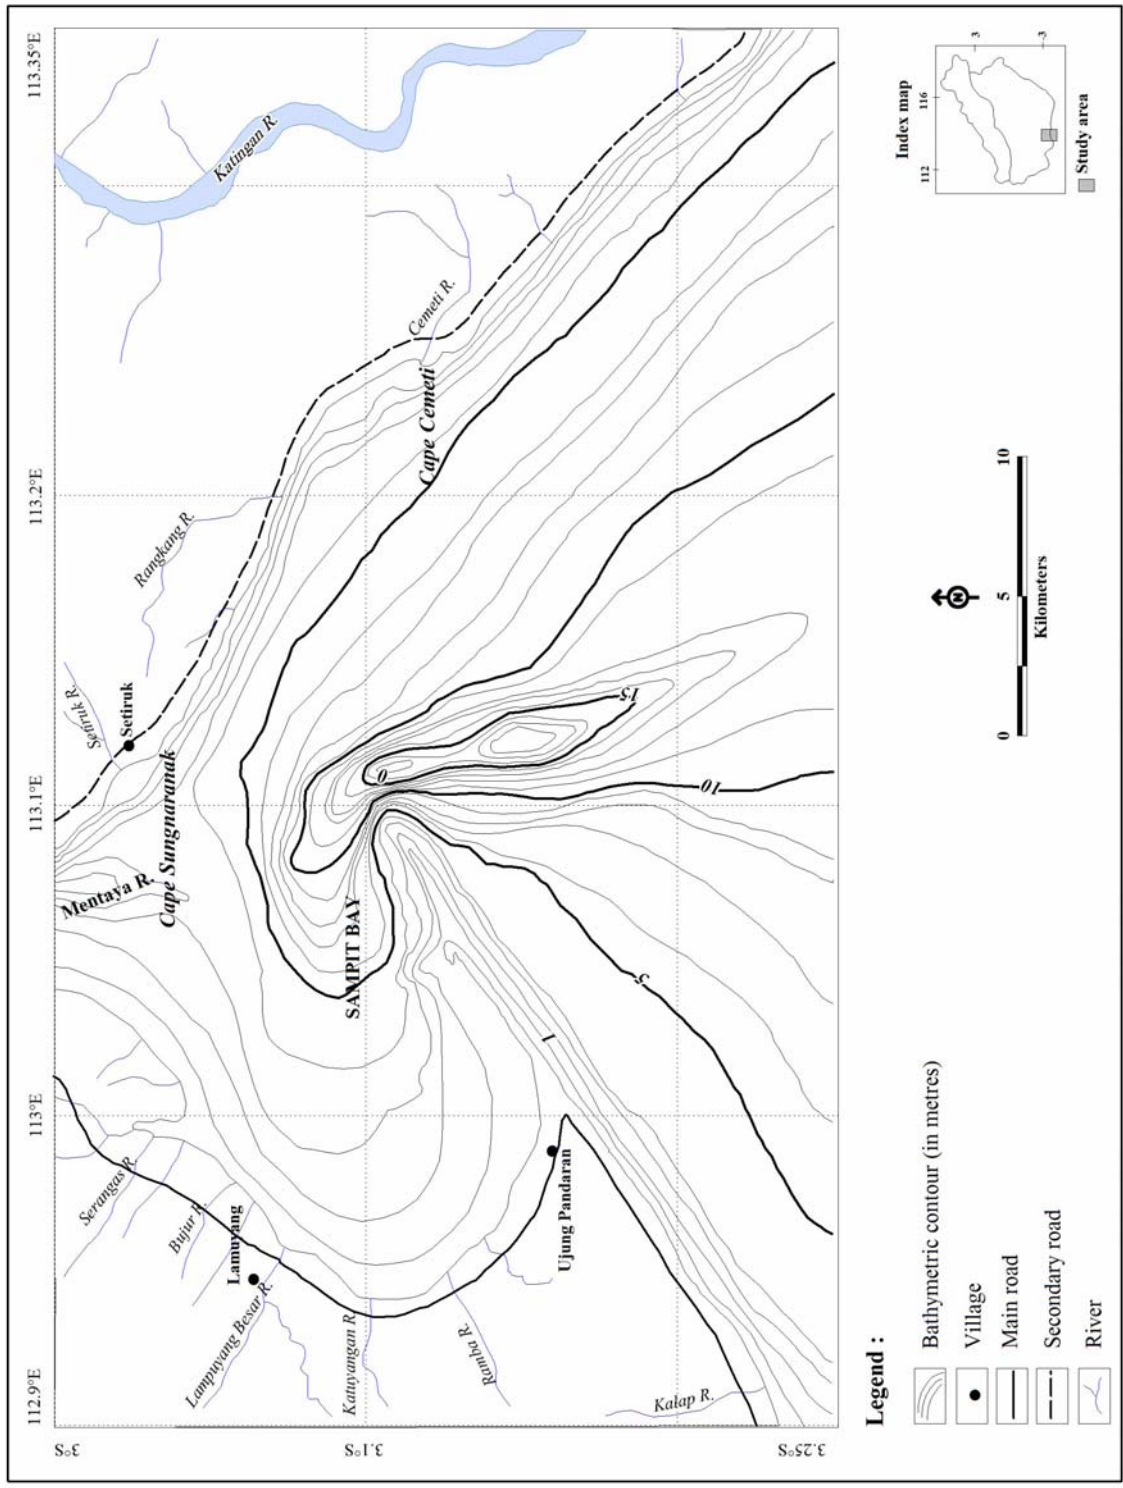 112.9°E
113°E
113.1°E
113.2°E
113.35°E
3°S
3.1°S
3.25°S
Katingan R.
Cemeti R.
Cape Cemeti
Rangkang R.
Setiruk R.
Setiruk
Mentaya R.
Cape Sungnaranak
SAMPIT BAY
Serangas R.
Bujur R.
Lamuyang
Lampuyang Besar R.
Katuyangan R.
Ramba R.
Ujung Pandaran
Kalap R.
0
15
10
5
1
Legend :
Bathymetric contour (in metres)
Village
Main road
Secondary road
River
N
0
5
10
Kilometers
Index map
112
116
3
-3
Study area